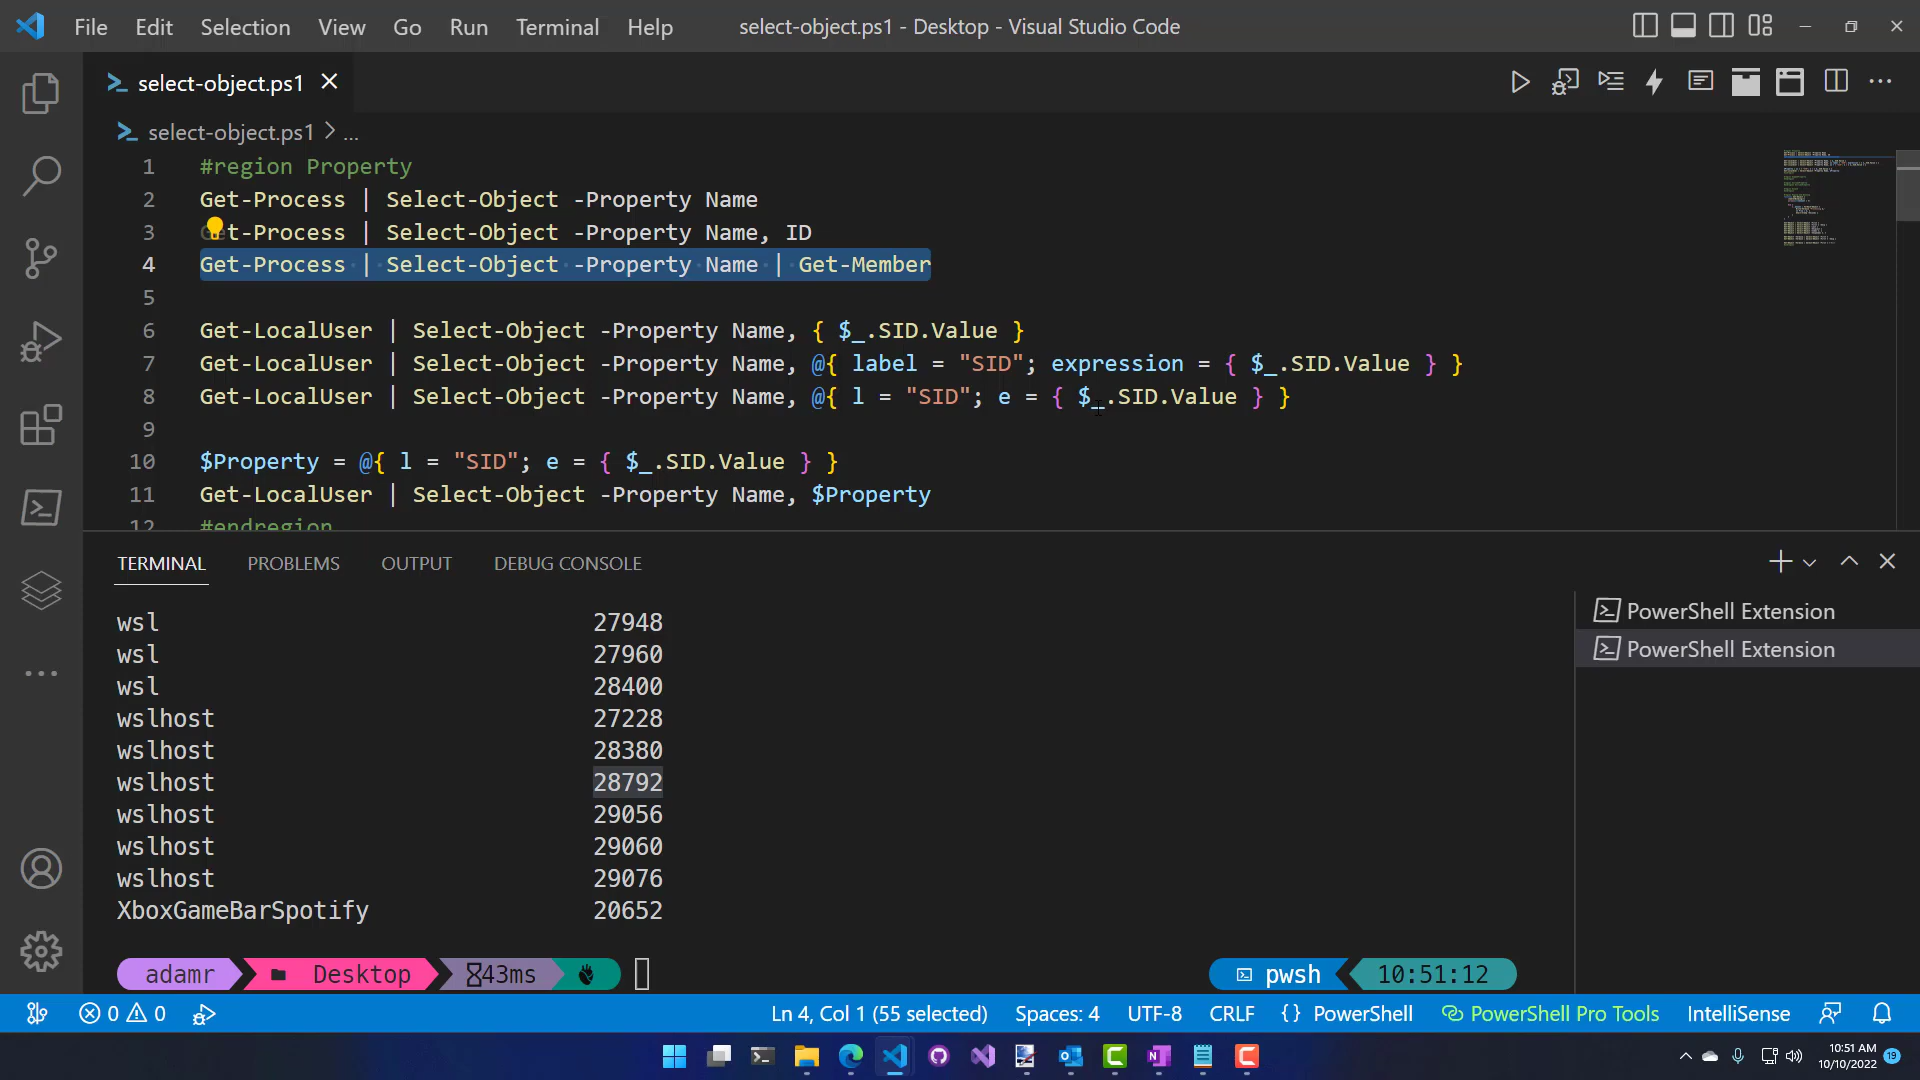 File Edit Selection View Go Run Terminal Help select-object.ps1 - Desktop - Visual Studio Code
select-object.ps1
select-object.ps1 > ...
1 #region Property
2 Get-Process | Select-Object -Property Name
3 Get-Process | Select-Object -Property Name, ID
4 Get-Process | Select-Object -Property Name | Get-Member
5
6 Get-LocalUser | Select-Object -Property Name, { $_.SID.Value }
7 Get-LocalUser | Select-Object -Property Name, @{ label = "SID"; expression = { $_.SID.Value } }
8 Get-LocalUser | Select-Object -Property Name, @{ l = "SID"; e = { $_.SID.Value } }
9
10 $Property = @{ l = "SID"; e = { $_.SID.Value } }
11 Get-LocalUser | Select-Object -Property Name, $Property
12 #endregion
TERMINAL PROBLEMS OUTPUT DEBUG CONSOLE
PowerShell Extension
PowerShell Extension
wsl 27948
wsl 27960
wsl 28400
wslhost 27228
wslhost 28380
wslhost 28792
wslhost 29056
wslhost 29060
wslhost 29076
XboxGameBarSpotify 20652
adamr Desktop 43ms pwsh 10:51:12
0 0 Ln 4, Col 1 (55 selected) Spaces: 4 UTF-8 CRLF {} PowerShell PowerShell Pro Tools IntelliSense
10:51 AM
10/10/2022
19